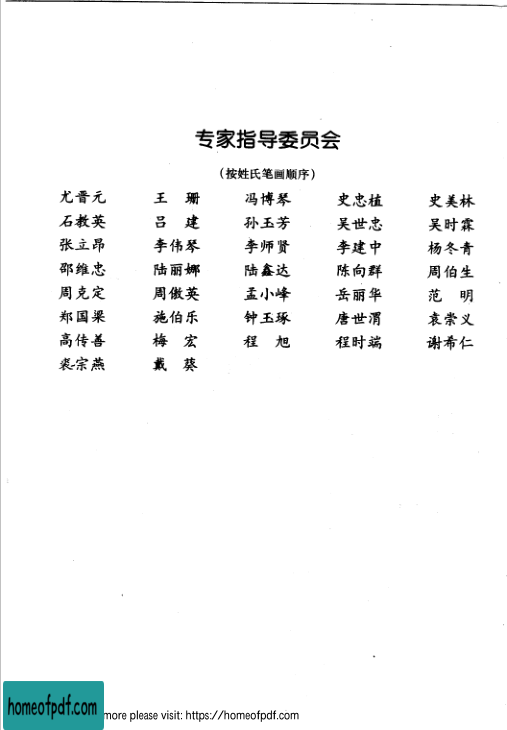 专家指导委员会
(按姓氏笔画顺序)
尤晋元 王 珊 冯博琴 史忠植 史美林
石教英 吕 建 孙玉芳 吴世忠 吴时霖
张立昂 李伟琴 李师贤 李建中 杨冬青
邵维忠 陆丽娜 陆鑫达 陈向群 周伯生
周克定 周傲英 孟小峰 岳丽华 范 明
郑国梁 施伯乐 钟玉琢 唐世渭 袁崇义
高传善 梅 宏 程 旭 程时端 谢希仁
裘宗燕 戴 葵
homeofpdf.com
more please visit: https://homeofpdf.com